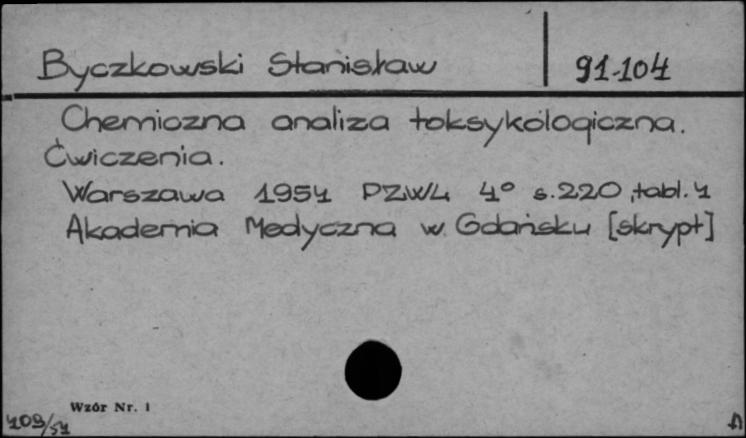 Byczkowski Stanisław 91-104
Chemiczna analiza toksykologiczna.
Ćwiczenia.
Warszawa 1954 PZWL 4° s.220, tabl. 4
Akademia Medyczna w Gdańsku [skrypt]
Wzór Nr. 1
409/54